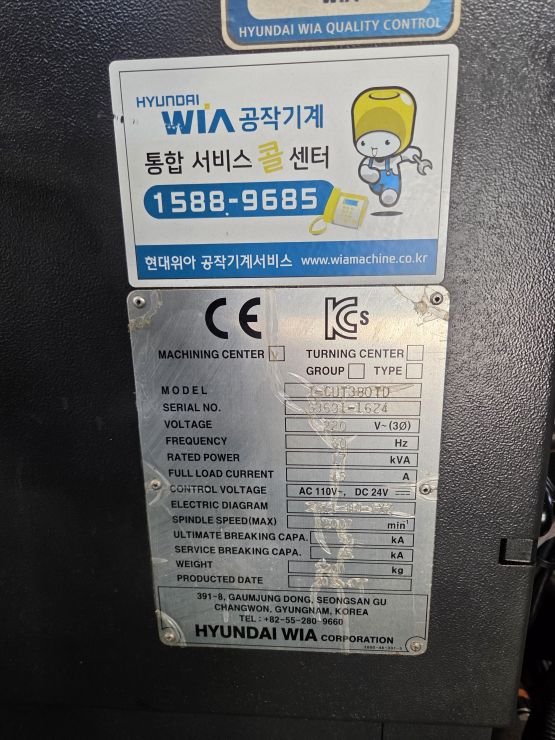 HYUNDAI WIA QUALITY CONTROL
HYUNDAI
WIA 공작기계
통합 서비스 콜 센터
1588-9685
현대위아 공작기계서비스 www.wiamachine.co.kr
CE KCs
MACHINING CENTER V TURNING CENTER
GROUP TYPE
MODEL I-CUT380TD
SERIAL NO.
VOLTAGE 220 V~(3Ø)
FREQUENCY 60 Hz
RATED POWER kVA
FULL LOAD CURRENT A
CONTROL VOLTAGE AC 110V~, DC 24V
ELECTRIC DIAGRAM
SPINDLE SPEED(MAX) min¹
ULTIMATE BREAKING CAPA. kA
SERVICE BREAKING CAPA. kA
WEIGHT kg
PRODUCTED DATE
391-8, GAUMJUNG DONG, SEONGSAN GU
CHANGWON, GYUNGNAM, KOREA
TEL : +82-55-280-9660
HYUNDAI WIA CORPORATION